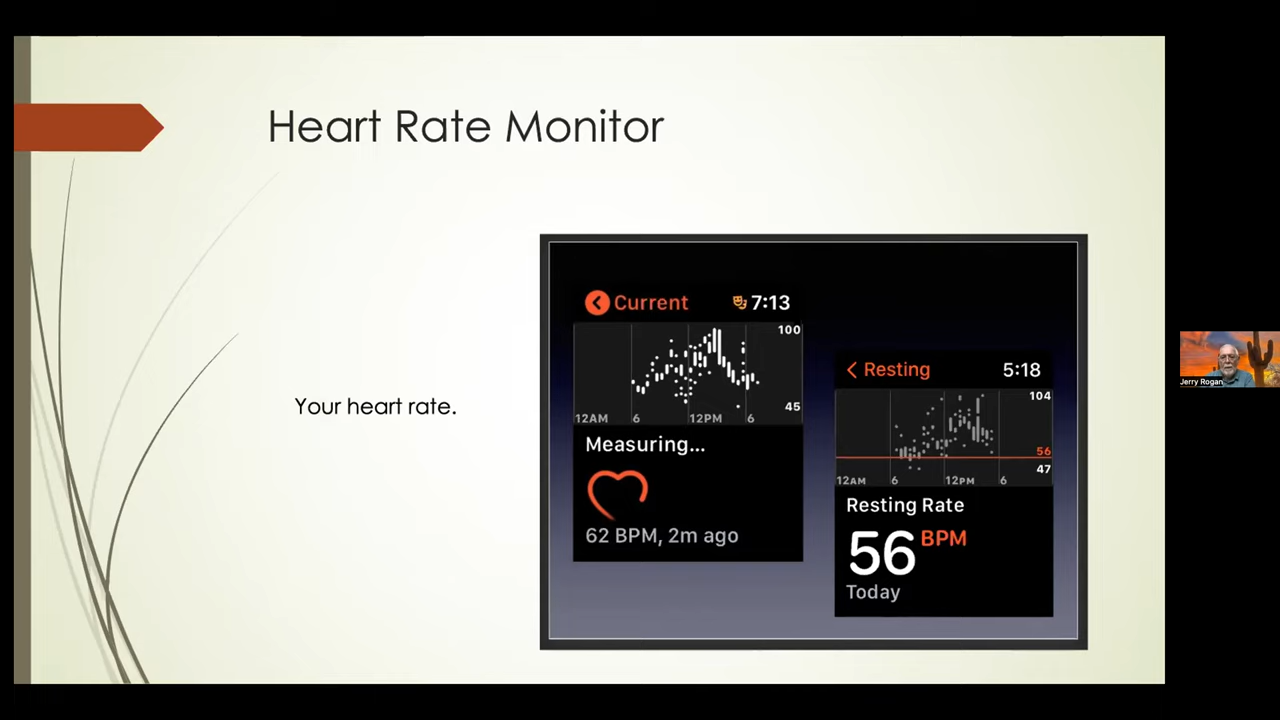 Heart Rate Monitor
Your heart rate.
Current 7:13
100
45
12AM 6 12PM 6
Measuring...
62 BPM, 2m ago
Resting 5:18
104
56
47
12AM 6 12PM 6
Resting Rate
56 BPM
Today
Jerry Rogan